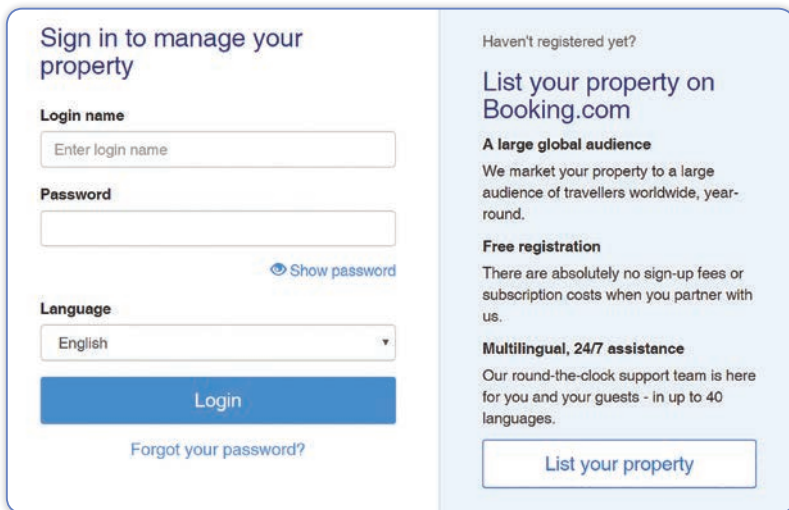 Sign in to manage your
property
Login name
Enter login name
Password
Show password
Language
English
Login
Forgot your password?
Haven't registered yet?
List your property on
Booking.com
A large global audience
We market your property to a large
audience of travellers worldwide, year-
round.
Free registration
There are absolutely no sign-up fees or
subscription costs when you partner with
us.
Multilingual, 24/7 assistance
Our round-the-clock support team is here
for you and your guests - in up to 40
languages.
List your property